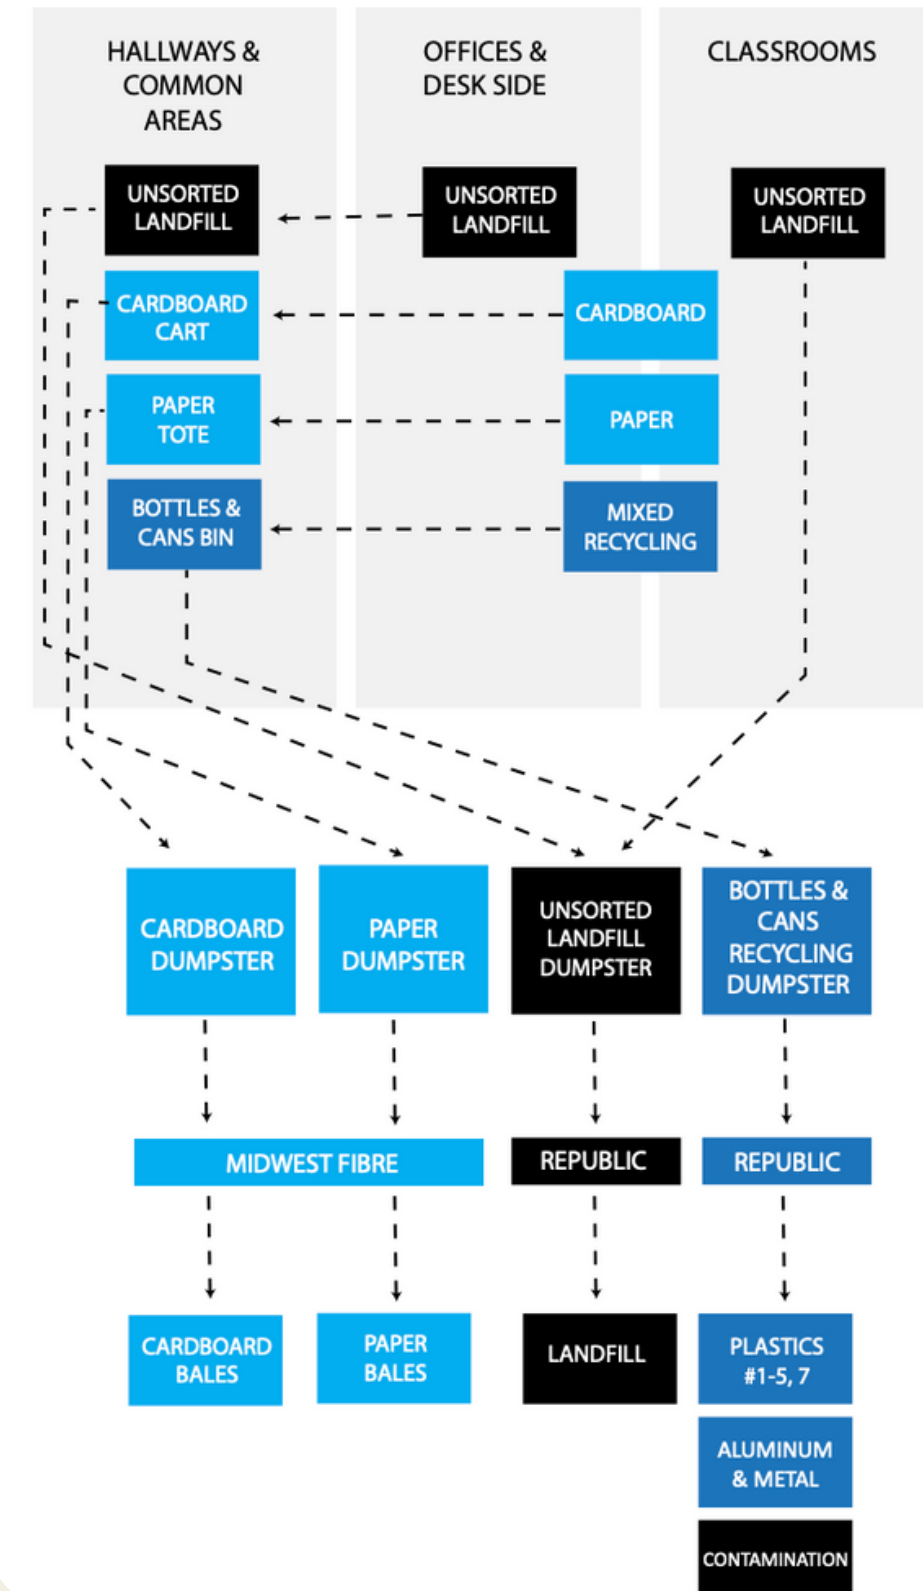 HALLWAYS &
COMMON
AREAS
OFFICES &
DESK SIDE
CLASSROOMS
UNSORTED
LANDFILL
UNSORTED
LANDFILL
UNSORTED
LANDFILL
CARDBOARD
CART
CARDBOARD
PAPER
TOTE
PAPER
BOTTLES &
CANS BIN
MIXED
RECYCLING
CARDBOARD
DUMPSTER
PAPER
DUMPSTER
UNSORTED
LANDFILL
DUMPSTER
BOTTLES &
CANS
RECYCLING
DUMPSTER
MIDWEST FIBRE
REPUBLIC
REPUBLIC
CARDBOARD
BALES
PAPER
BALES
LANDFILL
PLASTICS
#1-5, 7
ALUMINUM
& METAL
CONTAMINATION